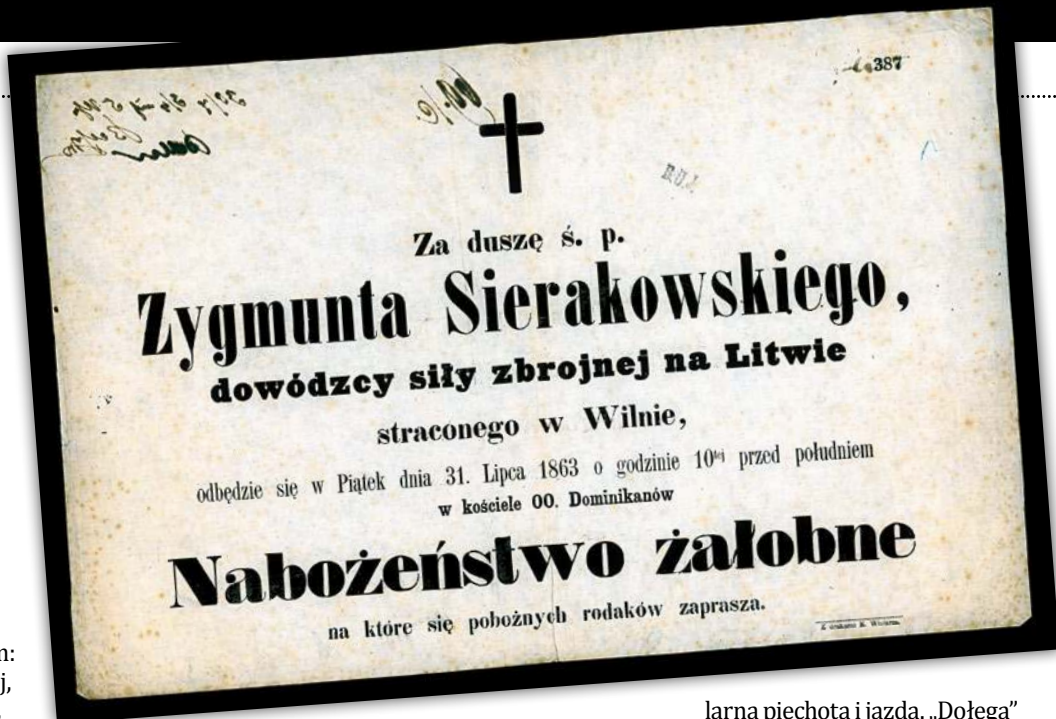 387
B.U.J.
Za duszę ś. p.
Zygmunta Sierakowskiego,
dowódzcy siły zbrojnej na Litwie
straconego w Wilnie,
odbędzie się w Piątek dnia 31. Lipca 1863 o godzinie 10tej przed południem
w kościele OO. Dominikanów
Nabożeństwo żałobne
na które się pobożnych rodaków zaprasza.
Z drukarni
larna piechota i jazda. „Dołęga”